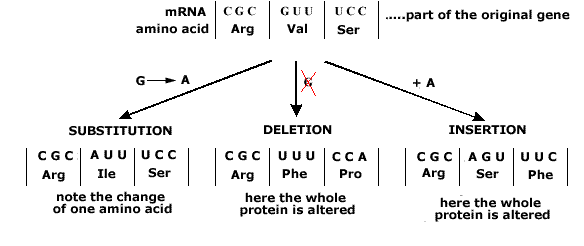 mRNA C G C G U U U C C .....part of the original gene
amino acid Arg Val Ser
G A G + A
SUBSTITUTION DELETION INSERTION
C G C A U U U C C C G C U U U C C A C G C A G U U U C
Arg Ile Ser Arg Phe Pro Arg Ser Phe
note the change here the whole here the whole
of one amino acid protein is altered protein is altered